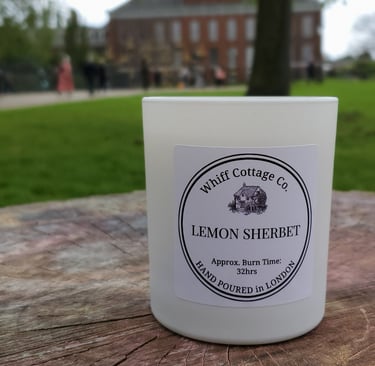 Whiff Cottage Co.
LEMON SHERBET
Approx. Burn Time:
32hrs
HAND POURED in LONDON